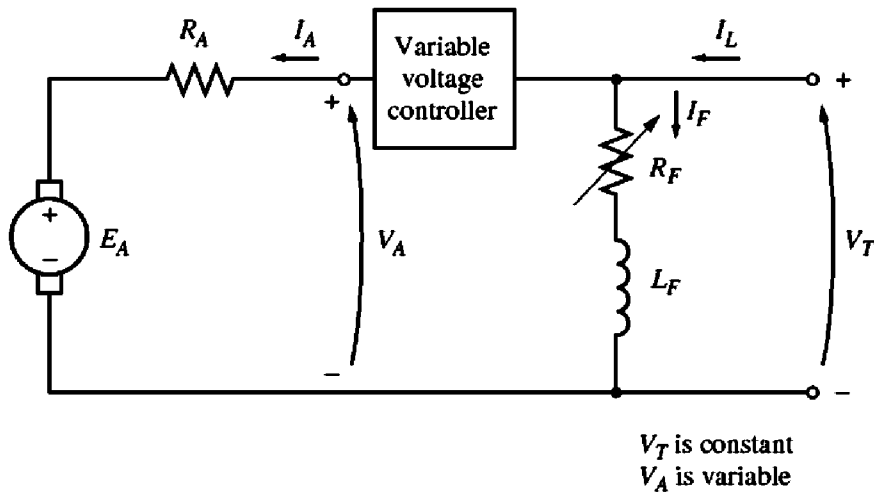 R_A
I_A
Variable
voltage
controller
I_L
+
+
I_F
R_F
+
–
E_A
V_A
V_T
L_F
–
–
V_T is constant
V_A is variable